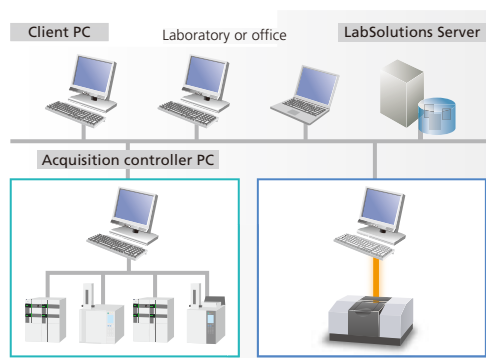 Client PC
Laboratory or office
LabSolutions Server
Acquisition controller PC